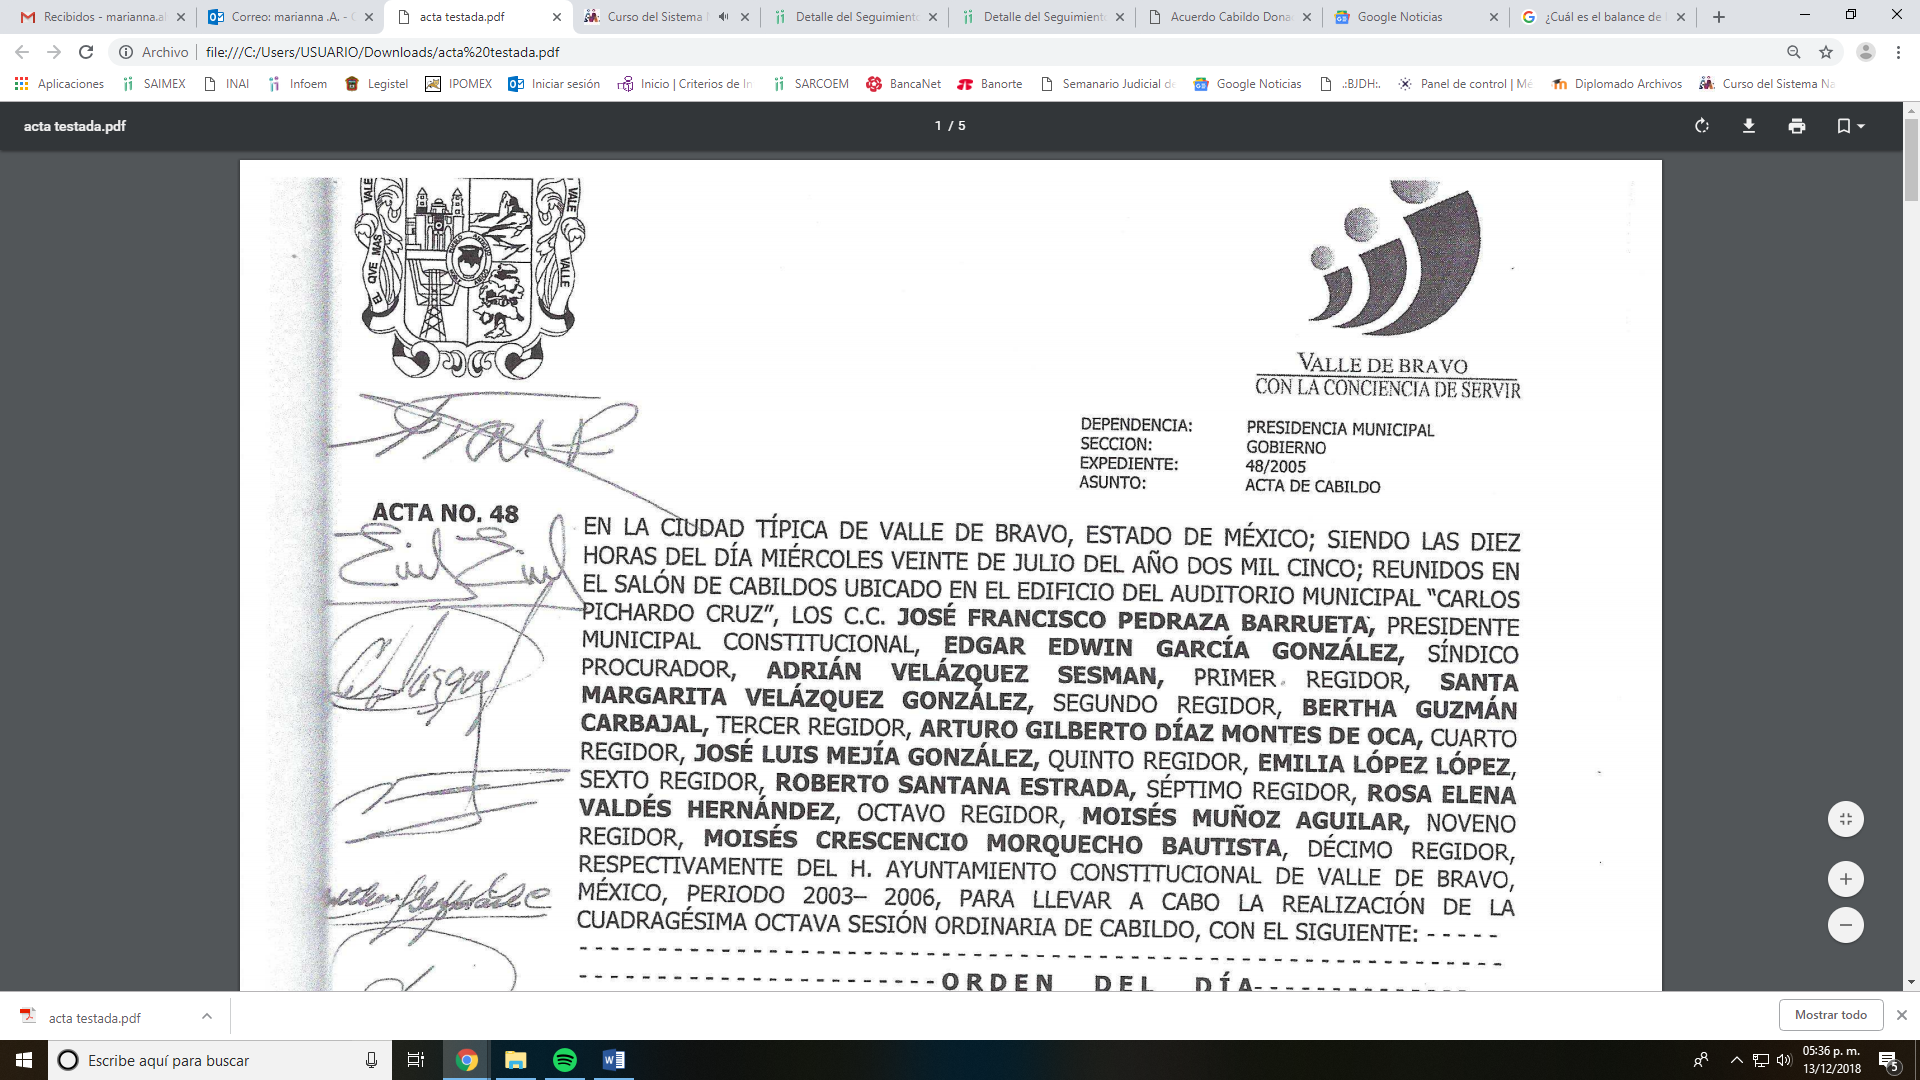 Recibidos - marianna.al
Correo: marianna .A. - O
acta testada.pdf
Curso del Sistema N
Detalle del Seguimiento
Detalle del Seguimiento
Acuerdo Cabildo Dona
Google Noticias
¿Cuál es el balance de
Archivo
file:///C:/Users/USUARIO/Downloads/acta%20testada.pdf
Aplicaciones
SAIMEX
INAI
Infoem
Legistel
IPOMEX
Iniciar sesión
Inicio | Criterios de In
SARCOEM
BancaNet
Banorte
Semanario Judicial de
Google Noticias
.:BJDH:.
Panel de control | Mé
Diplomado Archivos
Curso del Sistema Na
acta testada.pdf
1 / 5
EL QVE MAS VALE
VALE
VALLE
VALLE DE BRAVO
CON LA CONCIENCIA DE SERVIR
DEPENDENCIA: PRESIDENCIA MUNICIPAL
SECCION: GOBIERNO
EXPEDIENTE: 48/2005
ASUNTO: ACTA DE CABILDO
ACTA NO. 48
EN LA CIUDAD TÍPICA DE VALLE DE BRAVO, ESTADO DE MÉXICO; SIENDO LAS DIEZ
HORAS DEL DÍA MIÉRCOLES VEINTE DE JULIO DEL AÑO DOS MIL CINCO; REUNIDOS EN
EL SALÓN DE CABILDOS UBICADO EN EL EDIFICIO DEL AUDITORIO MUNICIPAL “CARLOS
PICHARDO CRUZ”, LOS C.C. JOSÉ FRANCISCO PEDRAZA BARRUETA, PRESIDENTE
MUNICIPAL CONSTITUCIONAL, EDGAR EDWIN GARCÍA GONZÁLEZ, SÍNDICO
PROCURADOR, ADRIÁN VELÁZQUEZ SESMAN, PRIMER REGIDOR, SANTA
MARGARITA VELÁZQUEZ GONZÁLEZ, SEGUNDO REGIDOR, BERTHA GUZMÁN
CARBAJAL, TERCER REGIDOR, ARTURO GILBERTO DÍAZ MONTES DE OCA, CUARTO
REGIDOR, JOSÉ LUIS MEJÍA GONZÁLEZ, QUINTO REGIDOR, EMILIA LÓPEZ LÓPEZ,
SEXTO REGIDOR, ROBERTO SANTANA ESTRADA, SÉPTIMO REGIDOR, ROSA ELENA
VALDÉS HERNÁNDEZ, OCTAVO REGIDOR, MOISÉS MUÑOZ AGUILAR, NOVENO
REGIDOR, MOISÉS CRESCENCIO MORQUECHO BAUTISTA, DÉCIMO REGIDOR,
RESPECTIVAMENTE DEL H. AYUNTAMIENTO CONSTITUCIONAL DE VALLE DE BRAVO,
MÉXICO, PERIODO 2003– 2006, PARA LLEVAR A CABO LA REALIZACIÓN DE LA
CUADRAGÉSIMA OCTAVA SESIÓN ORDINARIA DE CABILDO, CON EL SIGUIENTE: - - - - -
- - - - - - - - - - - - - - - - - - - - - - - - - - - - - - - - - - - - - - - - - - - - - - - - - - - - - - - - - - -
- - - - - - - - - - - - - - - - - - - - - - - O R D E N D E L D Í A- - - - - - - - - - - - - -
acta testada.pdf
Mostrar todo
Escribe aquí para buscar
05:36 p. m.
13/12/2018
5